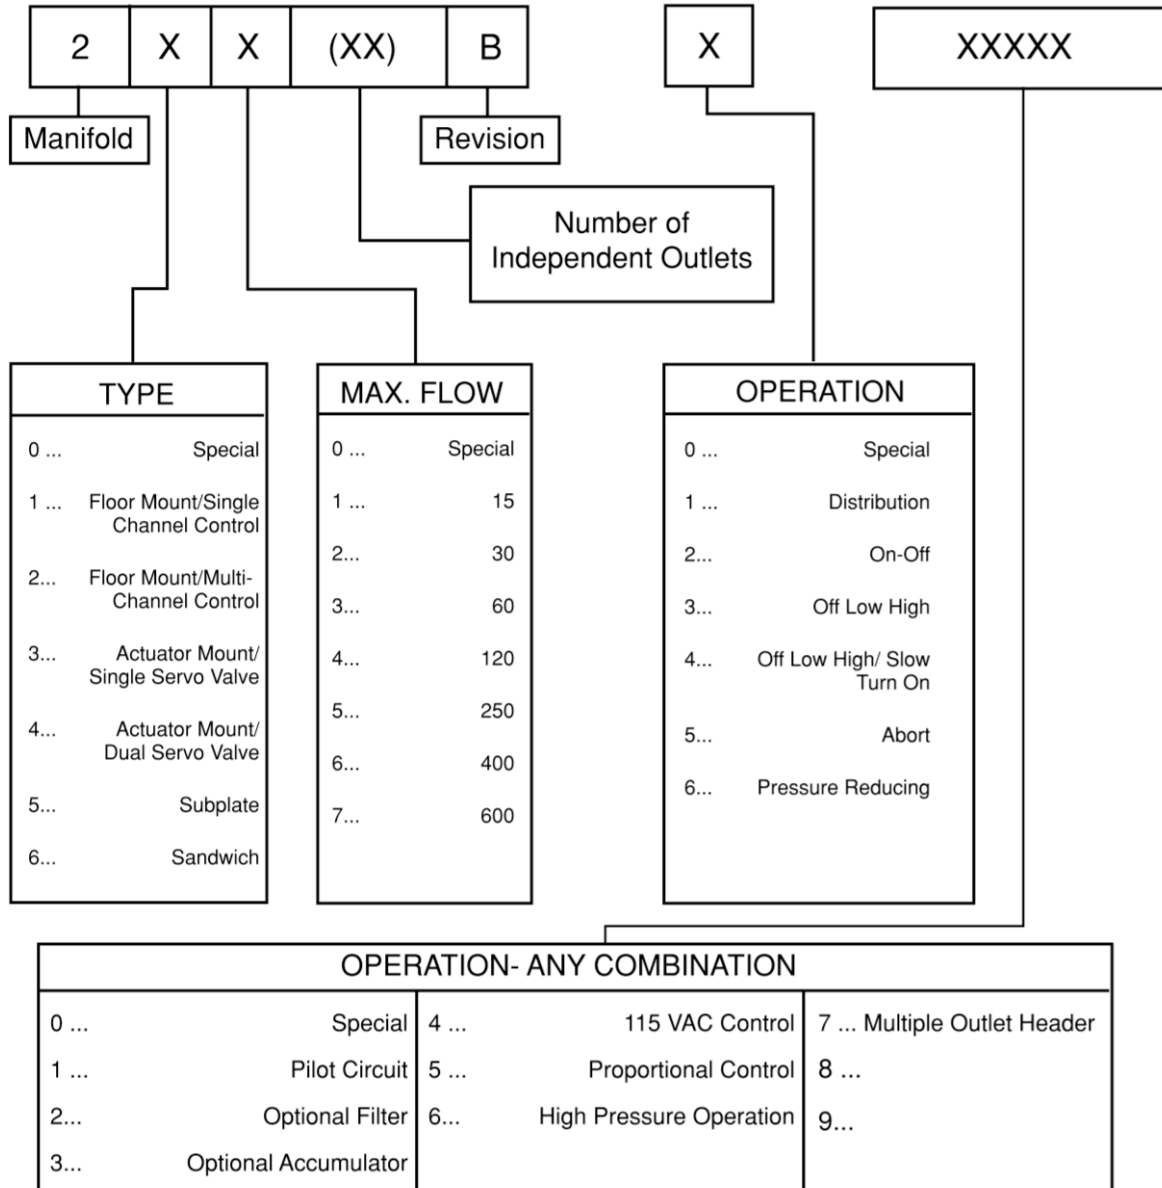 2 X X (XX) B X XXXXX
Manifold
Revision
Number of
Independent Outlets
TYPE
0 ... Special
1 ... Floor Mount/Single
Channel Control
2... Floor Mount/Multi-
Channel Control
3... Actuator Mount/
Single Servo Valve
4... Actuator Mount/
Dual Servo Valve
5... Subplate
6... Sandwich
MAX. FLOW
0 ... Special
1 ... 15
2... 30
3... 60
4... 120
5... 250
6... 400
7... 600
OPERATION
0 ... Special
1 ... Distribution
2... On-Off
3... Off Low High
4... Off Low High/ Slow
Turn On
5... Abort
6... Pressure Reducing
OPERATION- ANY COMBINATION
0 ... Special
1 ... Pilot Circuit
2... Optional Filter
3... Optional Accumulator
4 ... 115 VAC Control
5 ... Proportional Control
6... High Pressure Operation
7 ... Multiple Outlet Header
8 ...
9...